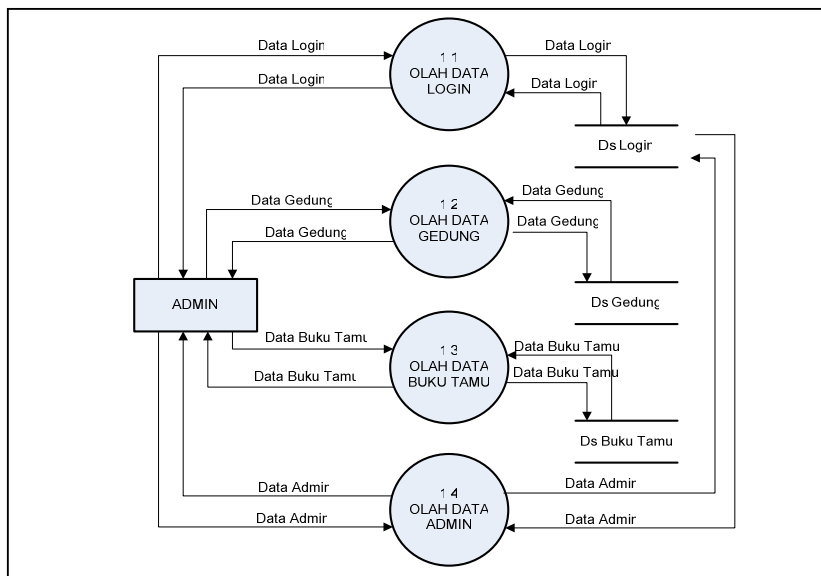 Data Login
1.1
OLAH DATA
LOGIN
Data Login
Data Login
Data Login
Ds Login
Data Gedung
1.2
OLAH DATA
GEDUNG
Data Gedung
Data Gedung
Data Gedung
ADMIN
Ds Gedung
Data Buku Tamu
1.3
OLAH DATA
BUKU TAMU
Data Buku Tamu
Data Buku Tamu
Data Buku Tamu
Ds Buku Tamu
Data Admin
1.4
OLAH DATA
ADMIN
Data Admin
Data Admin
Data Admin